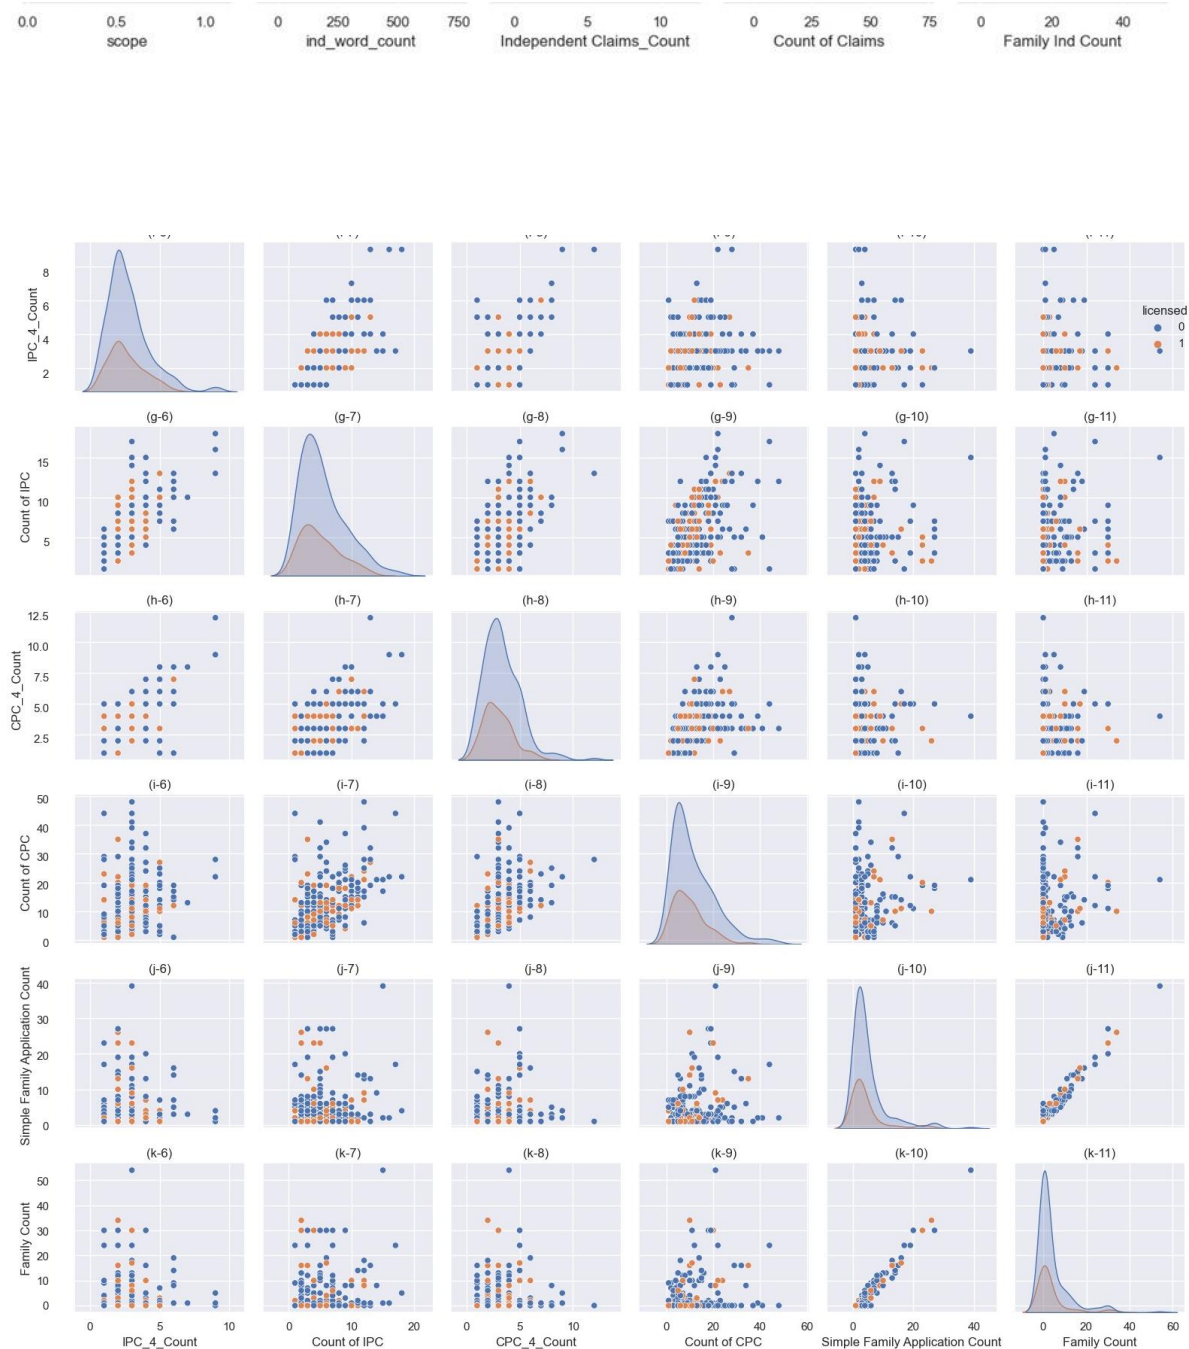 0.0 0.5 1.0 0 250 500 750 0 5 10 0 25 50 75 0 20 40
scope ind_word_count Independent Claims_Count Count of Claims Family Ind Count
IPC_4_Count
8
6
4
2
licensed
0
1
(g-6) (g-7) (g-8) (g-9) (g-10) (g-11)
Count of IPC
15
10
5
(h-6) (h-7) (h-8) (h-9) (h-10) (h-11)
CPC_4_Count
12.5
10.0
7.5
5.0
2.5
(i-6) (i-7) (i-8) (i-9) (i-10) (i-11)
Count of CPC
50
40
30
20
10
0
(j-6) (j-7) (j-8) (j-9) (j-10) (j-11)
Simple Family Application Count
40
30
20
10
0
(k-6) (k-7) (k-8) (k-9) (k-10) (k-11)
Family Count
50
40
30
20
10
0
0 5 10 0 10 20 0 5 10 0 20 40 60 0 20 40 0 20 40 60
IPC_4_Count Count of IPC CPC_4_Count Count of CPC Simple Family Application Count Family Count